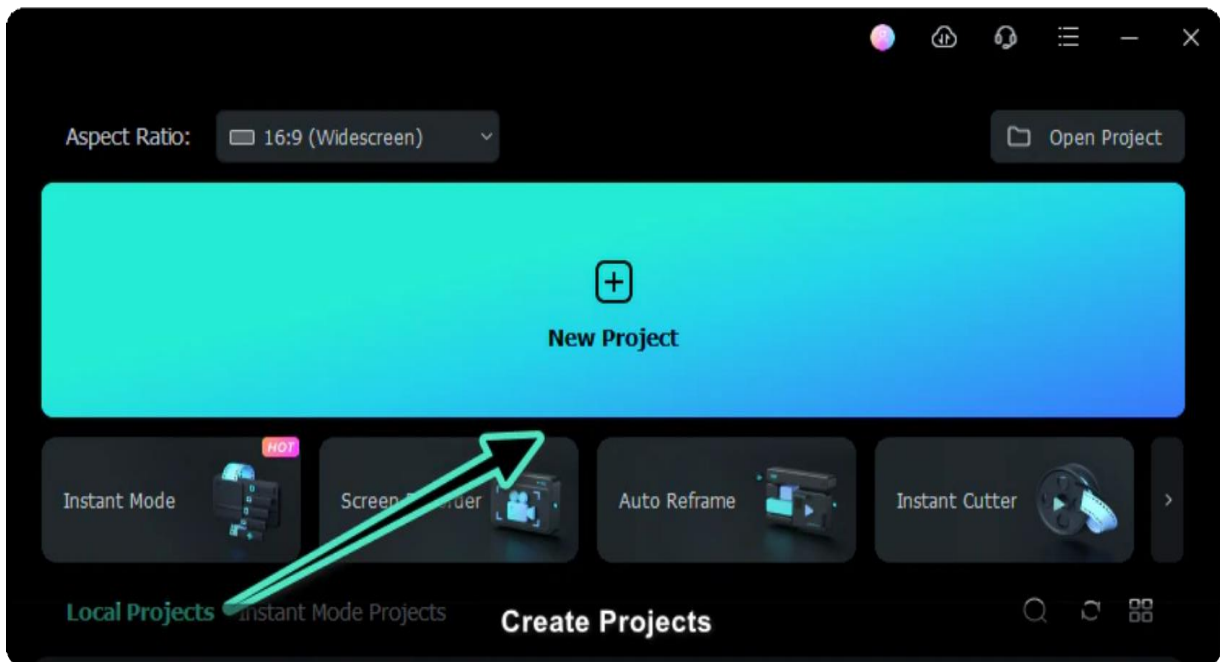 Aspect Ratio: 16:9 (Widescreen) Open Project
New Project
HOT
Instant Mode Screen Recorder Auto Reframe Instant Cutter
Local Projects Instant Mode Projects
Create Projects